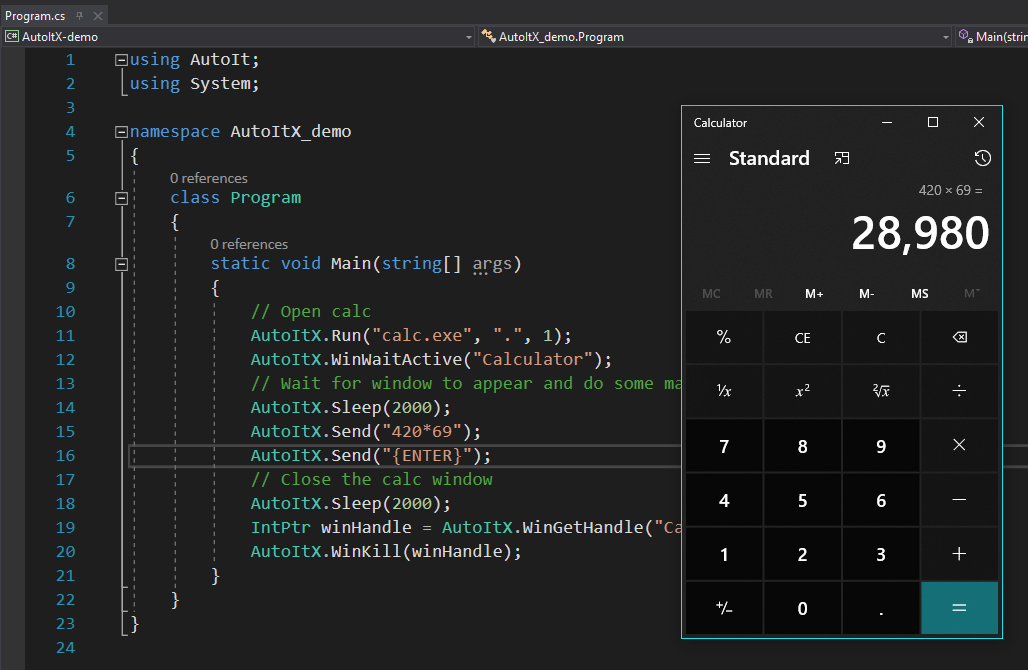 Program.cs
AutoItX-demo
AutoItX_demo.Program
Main(strin
1 using AutoIt;
2 using System;
3
4 namespace AutoItX_demo
5 {
0 references
6 class Program
7 {
0 references
8 static void Main(string[] args)
9 {
10 // Open calc
11 AutoItX.Run("calc.exe", ".", 1);
12 AutoItX.WinWaitActive("Calculator");
13 // Wait for window to appear and do some ma
14 AutoItX.Sleep(2000);
15 AutoItX.Send("420*69");
16 AutoItX.Send("{ENTER}");
17 // Close the calc window
18 AutoItX.Sleep(2000);
19 IntPtr winHandle = AutoItX.WinGetHandle("Ca
20 AutoItX.WinKill(winHandle);
21 }
22 }
23 }
24
Calculator
Standard
420 × 69 =
28,980
MC MR M+ M- MS M˅
% CE C
¹/x x² ²√x ÷
7 8 9 ×
4 5 6 −
1 2 3 +
+/− 0 . =